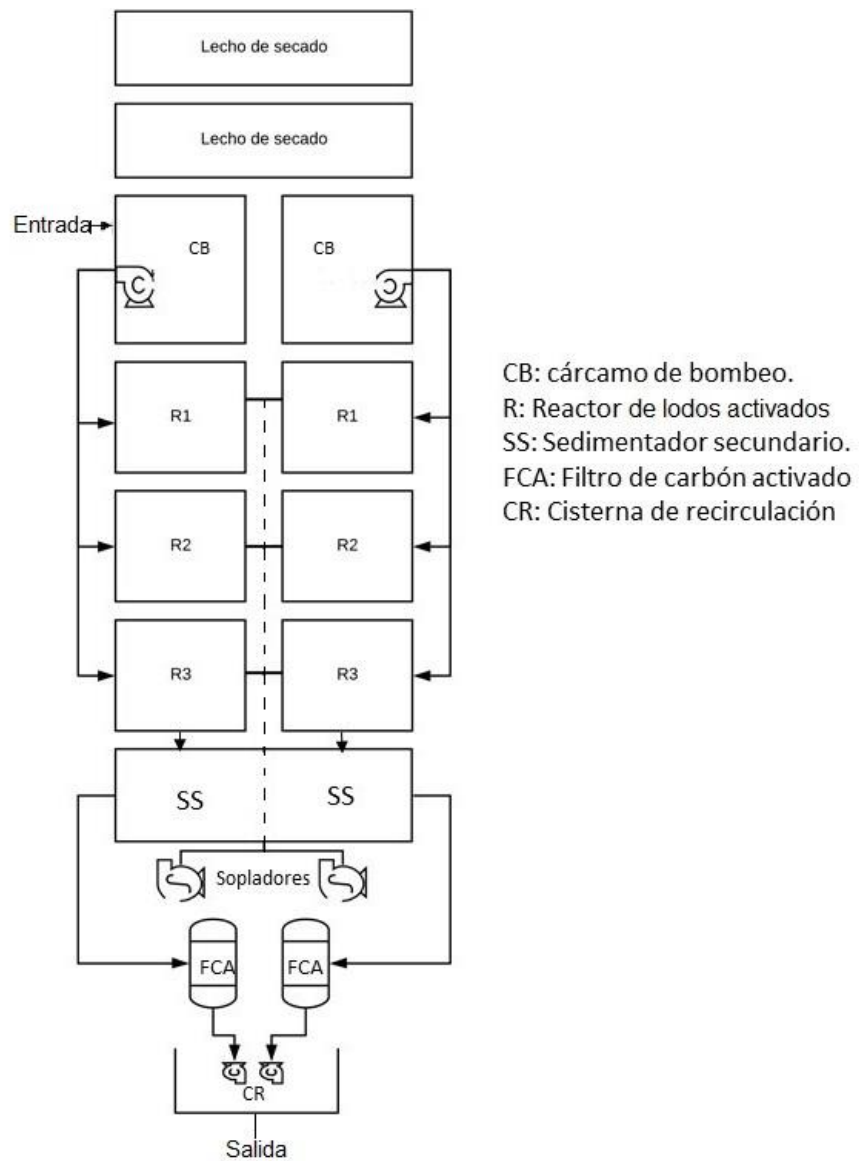 Lecho de secado
Lecho de secado
Entrada
CB
CB
C
C
R1
R1
R2
R2
R3
R3
SS
SS
Sopladores
FCA
FCA
C
C
CR
Salida
CB: cárcamo de bombeo.
R: Reactor de lodos activados
SS: Sedimentador secundario.
FCA: Filtro de carbón activado
CR: Cisterna de recirculación